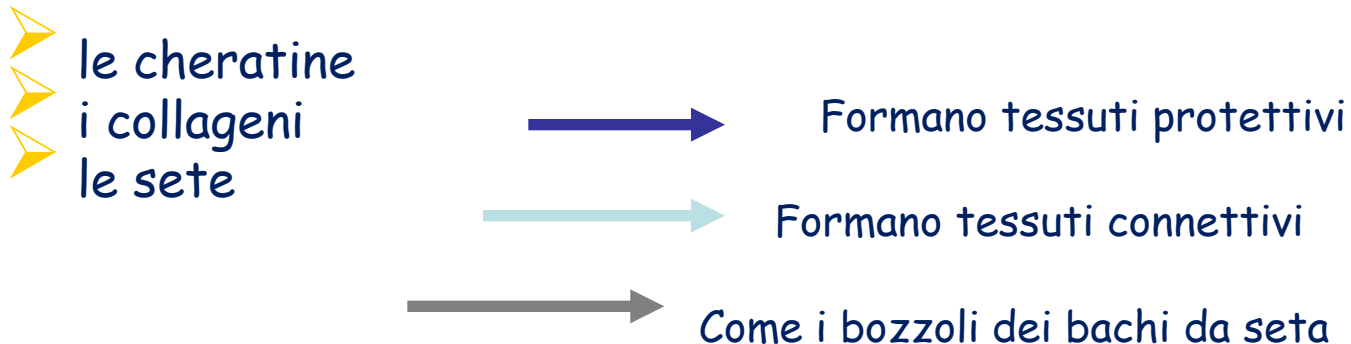 le cheratine
i collageni
le sete
Formano tessuti protettivi
Formano tessuti connettivi
Come i bozzoli dei bachi da seta